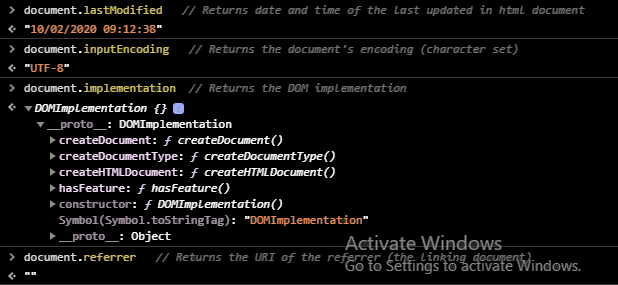 document.lastModified // Returns date and time of the last updated in html document
"10/02/2020 09:12:38"
document.inputEncoding // Returns the document's encoding (character set)
"UTF-8"
document.implementation // Returns the DOM implementation
DOMImplementation {} i
__proto__: DOMImplementation
createDocument: ƒ createDocument()
createDocumentType: ƒ createDocumentType()
createHTMLDocument: ƒ createHTMLDocument()
hasFeature: ƒ hasFeature()
constructor: ƒ DOMImplementation()
Symbol(Symbol.toStringTag): "DOMImplementation"
__proto__: Object
Activate Windows
document.referrer // Returns the URI of the referrer (the linking document)
Go to Settings to activate Windows.
""